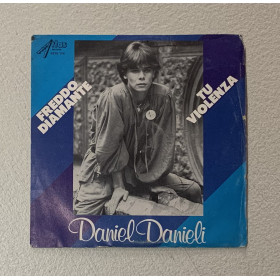 FREDDO
DIAMANTE
TU
VIOLENZA
Daniel Danieli